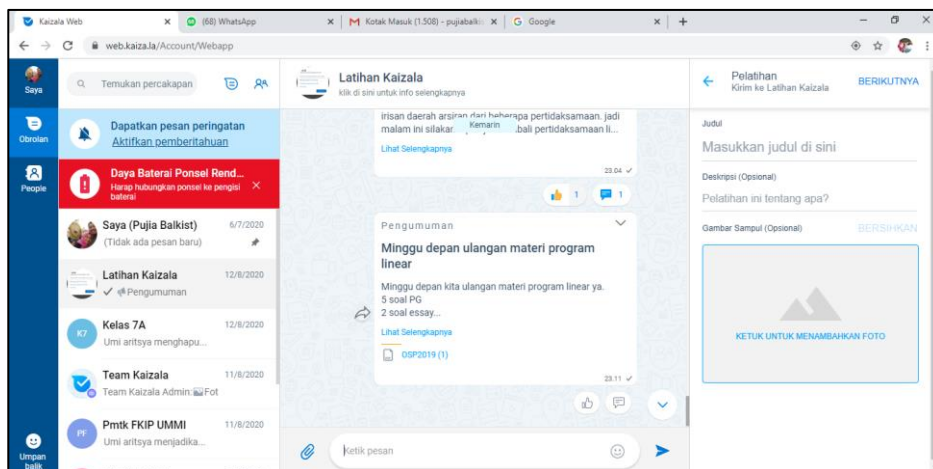 Kaizala Web
(68) WhatsApp
Kotak Masuk (1.508) - pujiabalkis
Google
web.kaiza.la/Account/Webapp
Saya
Obrolan
People
Umpan
balik
Temukan percakapan
Dapatkan pesan peringatan
Aktifkan pemberitahuan
Daya Baterai Ponsel Rend...
Harap hubungkan ponsel ke pengisi
baterai
Saya (Pujia Balkist) 6/7/2020
(Tidak ada pesan baru)
Latihan Kaizala 12/8/2020
Pengumuman
K7
Kelas 7A 12/8/2020
Umi aritsya menghapu...
Team Kaizala 11/8/2020
Team Kaizala Admin: Fot
PF
Pmtk FKIP UMMI 11/8/2020
Umi aritsya menjadika...
Latihan Kaizala
klik di sini untuk info selengkapnya
irisan daerah arsiran dari beberapa pertidaksamaan. jadi
Kemarin
malam ini silakan bali pertidaksamaan li...
Lihat Selengkapnya
23.04
1 1
Pengumuman
Minggu depan ulangan materi program
linear
Minggu depan kita ulangan materi program linear ya.
5 soal PG
2 soal essay...
Lihat Selengkapnya
OSP2019 (1)
23.11
Ketik pesan
Pelatihan
Kirim ke Latihan Kaizala
BERIKUTNYA
Judul
Masukkan judul di sini
Deskripsi (Opsional)
Pelatihan ini tentang apa?
Gambar Sampul (Opsional) BERSIHKAN
KETUK UNTUK MENAMBAHKAN FOTO